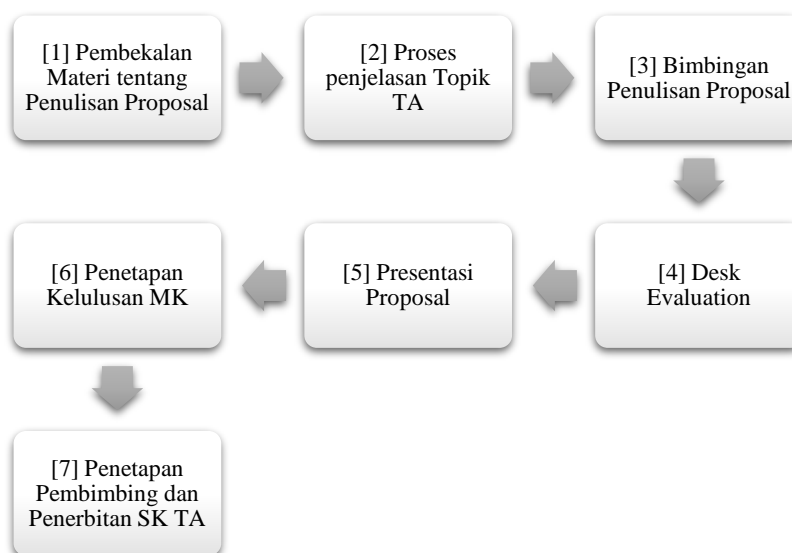 [1] Pembekalan
Materi tentang
Penulisan Proposal
[2] Proses
penjelasan Topik
TA
[3] Bimbingan
Penulisan Proposal
[4] Desk
Evaluation
[5] Presentasi
Proposal
[6] Penetapan
Kelulusan MK
[7] Penetapan
Pembimbing dan
Penerbitan SK TA